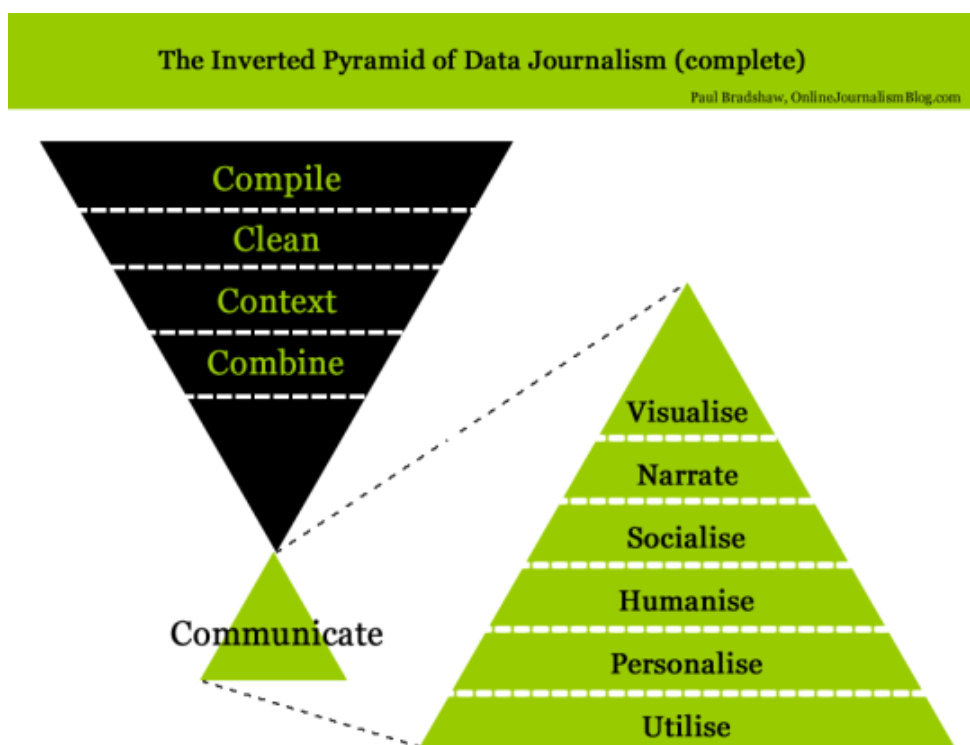 The Inverted Pyramid of Data Journalism (complete)
Paul Bradshaw, OnlineJournalismBlog.com
Compile
Clean
Context
Combine
Communicate
Visualise
Narrate
Socialise
Humanise
Personalise
Utilise